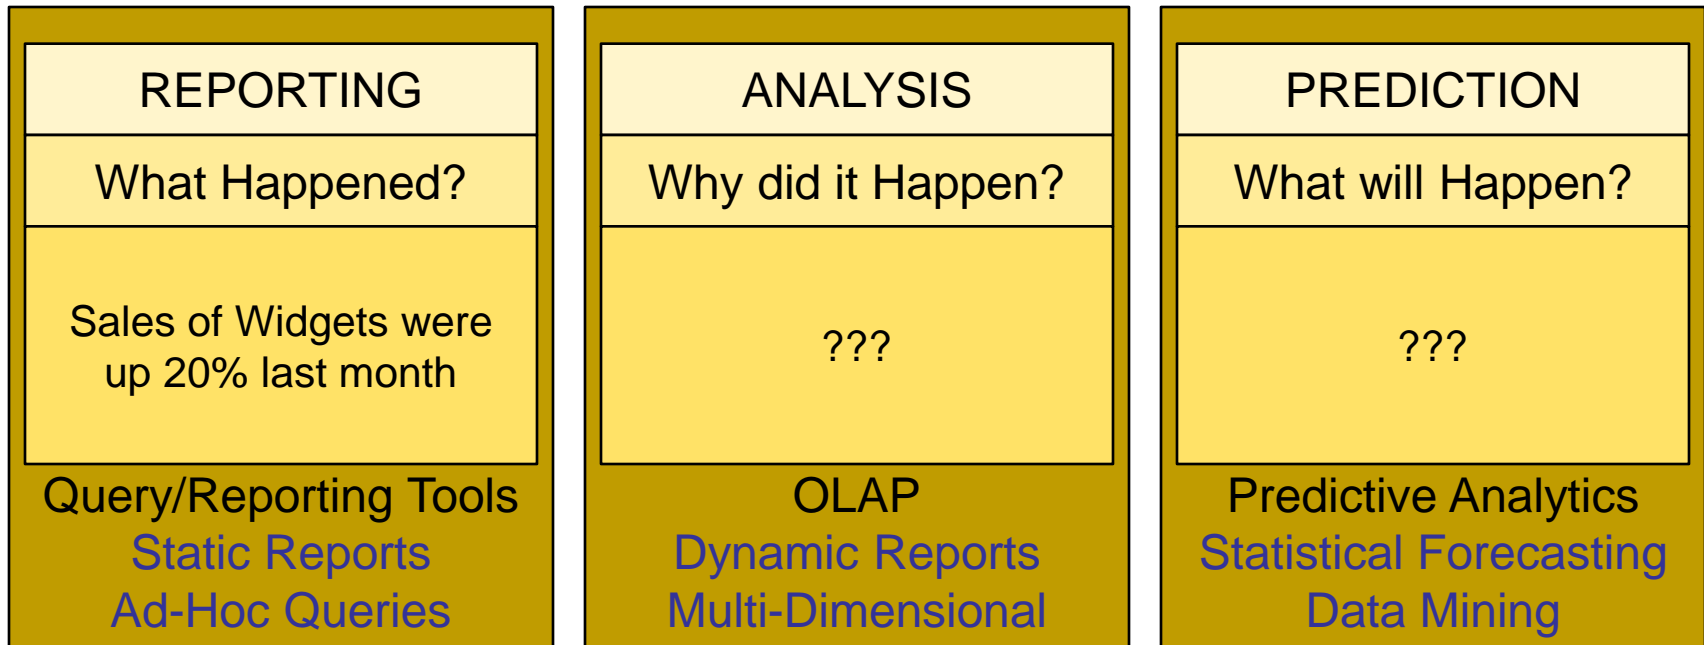 REPORTING
What Happened?
Sales of Widgets were
up 20% last month
Query/Reporting Tools
Static Reports
Ad-Hoc Queries
ANALYSIS
Why did it Happen?
???
OLAP
Dynamic Reports
Multi-Dimensional
PREDICTION
What will Happen?
???
Predictive Analytics
Statistical Forecasting
Data Mining